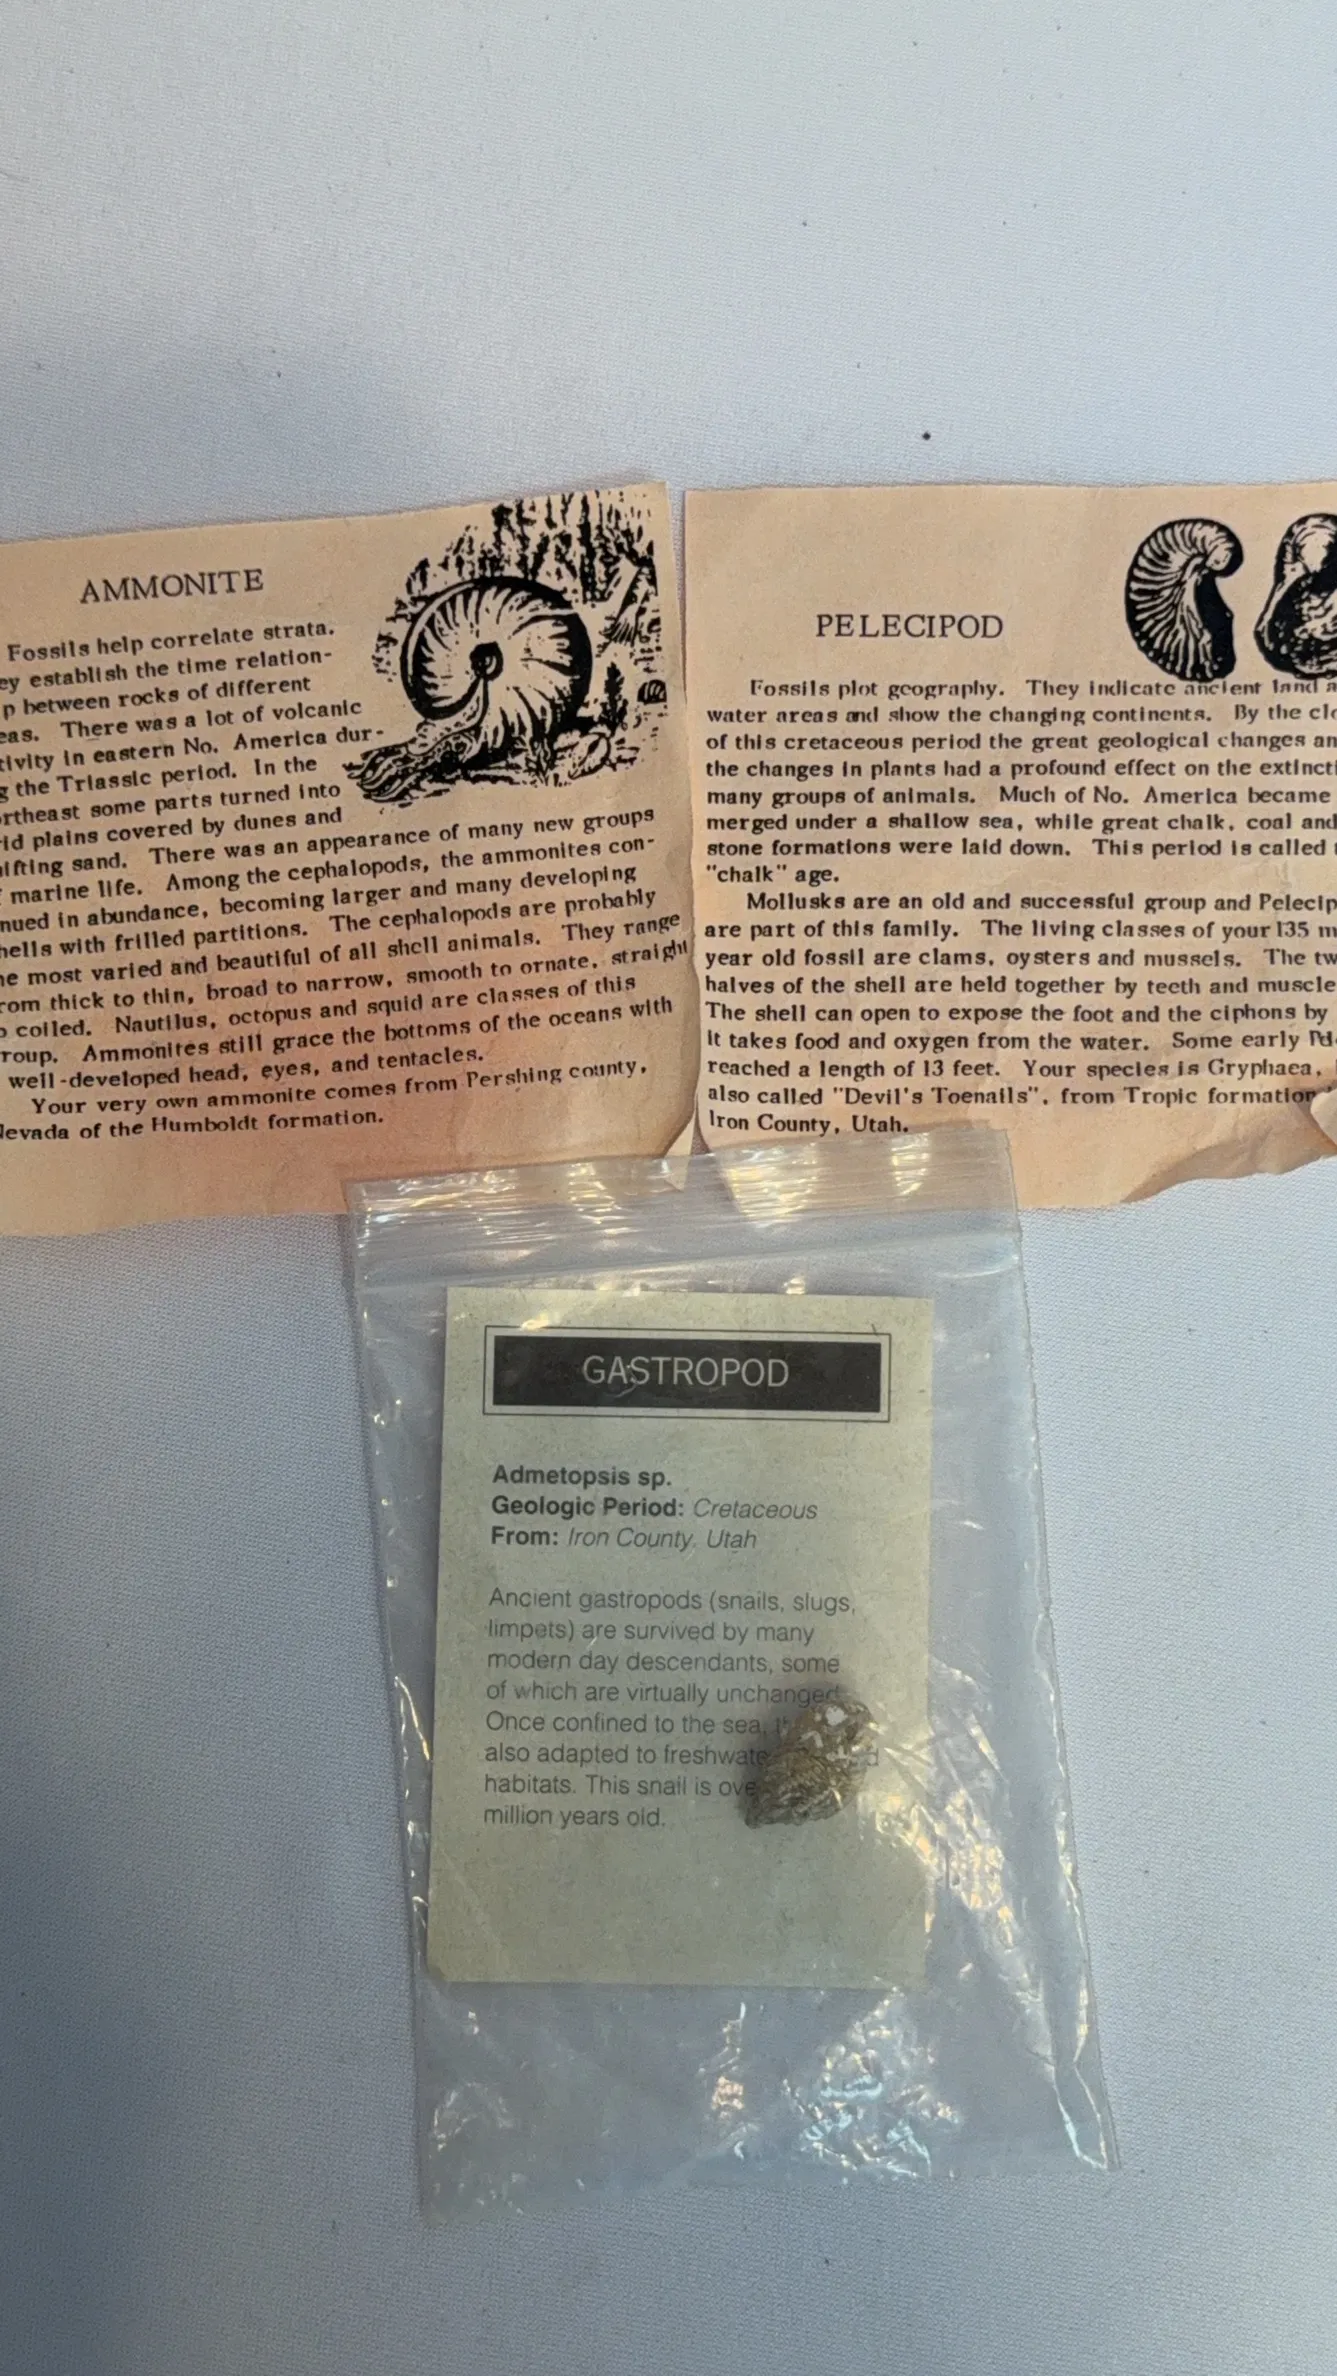 AMMONITE
Fossils help correlate strata.
ey establish the time relation-
p between rocks of different
eas. There was a lot of volcanic
tivity in eastern No. America dur-
g the Triassic period. In the
rtheast some parts turned into
rid plains covered by dunes and
ifting sand. There was an appearance of many new groups
marine life. Among the cephalopods, the ammonites con-
nued in abundance, becoming larger and many developing
hells with frilled partitions. The cephalopods are probably
he most varied and beautiful of all shell animals. They range
rom thick to thin, broad to narrow, smooth to ornate, straight
o coiled. Nautilus, octopus and squid are classes of this
roup. Ammonites still grace the bottoms of the oceans with
well-developed head, eyes, and tentacles.
Your very own ammonite comes from Pershing county,
Nevada of the Humboldt formation.
PELECIPOD
Fossils plot geography. They indicate ancient land a
water areas and show the changing continents. By the clo
of this cretaceous period the great geological changes an
the changes in plants had a profound effect on the extincti
many groups of animals. Much of No. America became
merged under a shallow sea, while great chalk, coal and
stone formations were laid down. This period is called
"chalk" age.
Mollusks are an old and successful group and Pelecip
are part of this family. The living classes of your 135 m
year old fossil are clams, oysters and mussels. The tw
halves of the shell are held together by teeth and muscle
The shell can open to expose the foot and the ciphons by
it takes food and oxygen from the water. Some early
reached a length of 13 feet. Your species is Gryphaea,
also called "Devil's Toenails", from Tropic formation
Iron County, Utah.
GASTROPOD
Admetopsis sp.
Geologic Period: Cretaceous
From: Iron County, Utah
Ancient gastropods (snails, slugs,
limpets) are survived by many
modern day descendants, some
of which are virtually unchanged.
Once confined to the sea,
also adapted to freshwate
habitats. This snail is ove
million years old.